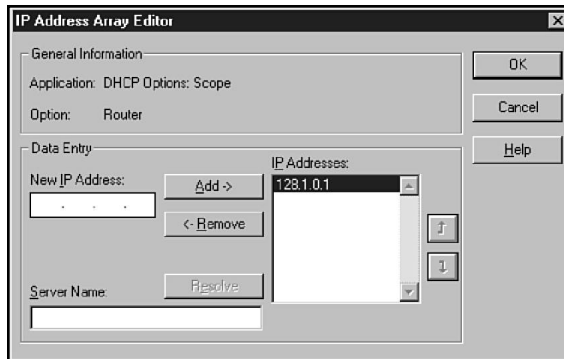 IP Address Array Editor
General Information
Application: DHCP Options: Scope
Option: Router
OK
Cancel
Help
Data Entry
New IP Address:
Add ->
<- Remove
IP Addresses:
128.1.0.1
Server Name:
Resolve